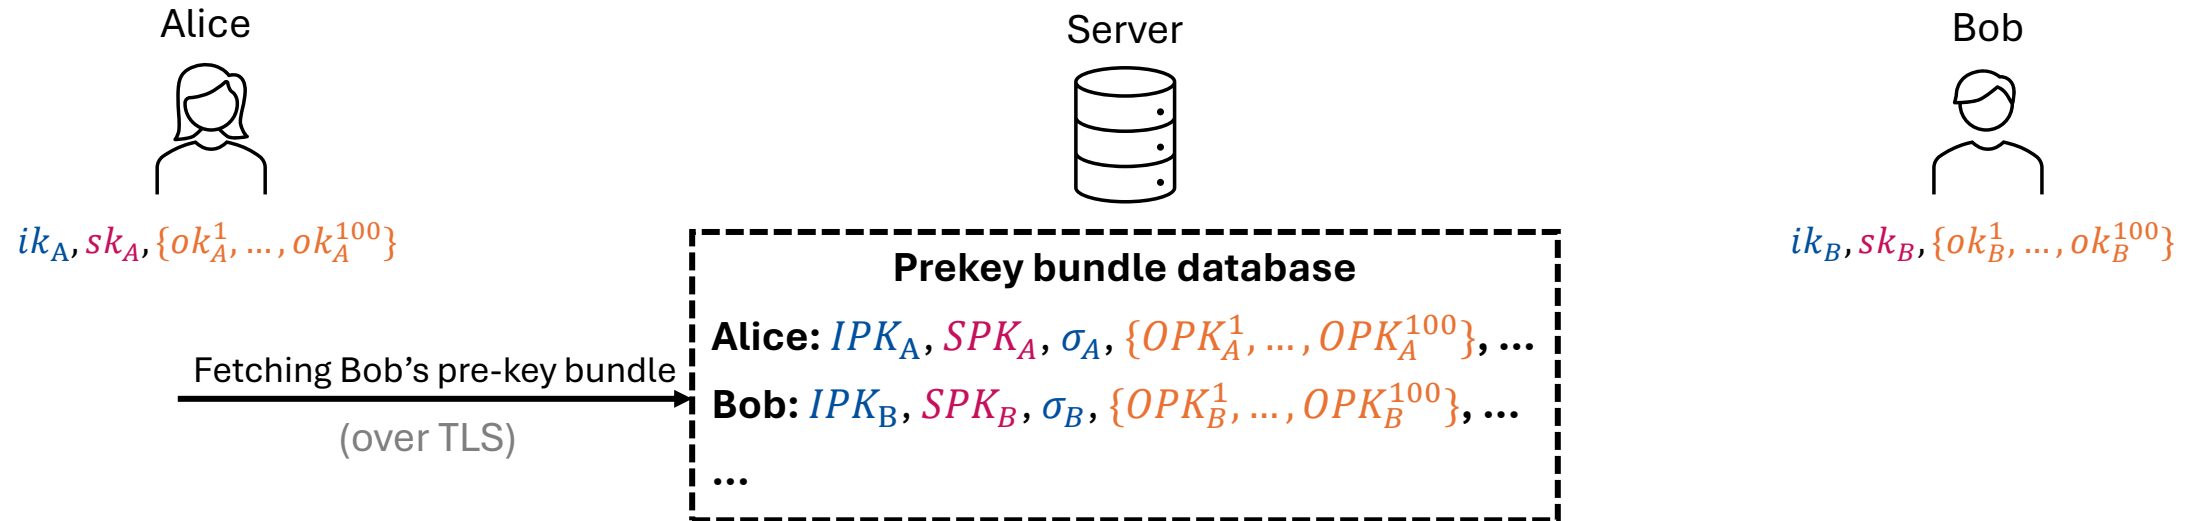 Alice
Server
Bob
ik_A, sk_A, {ok_A^1, ..., ok_A^100}
ik_B, sk_B, {ok_B^1, ..., ok_B^100}
Prekey bundle database
Alice: IPK_A, SPK_A, σ_A, {OPK_A^1, ..., OPK_A^100}, ...
Fetching Bob's pre-key bundle
(over TLS)
Bob: IPK_B, SPK_B, σ_B, {OPK_B^1, ..., OPK_B^100}, ...
...